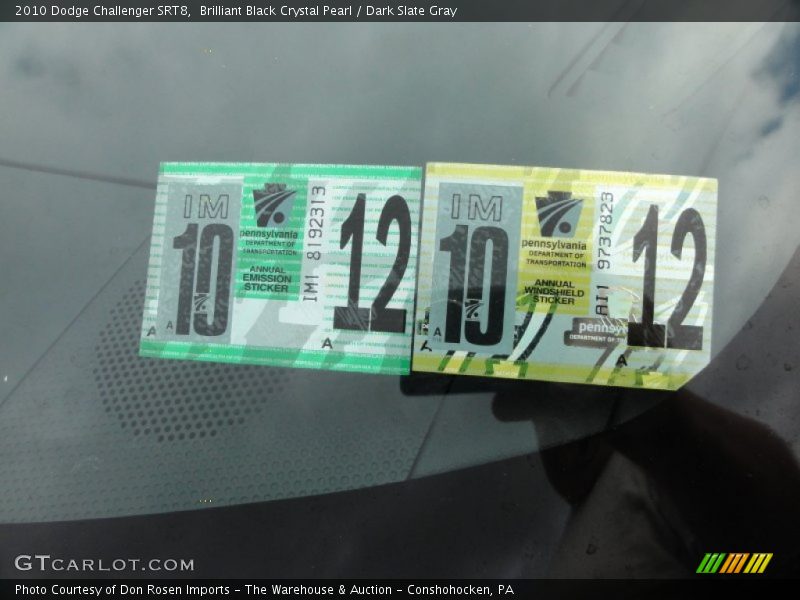 2010 Dodge Challenger SRT8, Brilliant Black Crystal Pearl / Dark Slate Gray
IM
10
A
A
pennsylvania
DEPARTMENT OF
TRANSPORTATION
ANNUAL
EMISSION
STICKER
IM1 8192313
12
A
IM
10
A
pennsylvania
DEPARTMENT OF
TRANSPORTATION
ANNUAL
WINDSHIELD
STICKER
AI1 9737823
12
A
GTCARLOT.COM
Photo Courtesy of Don Rosen Imports - The Warehouse & Auction - Conshohocken, PA